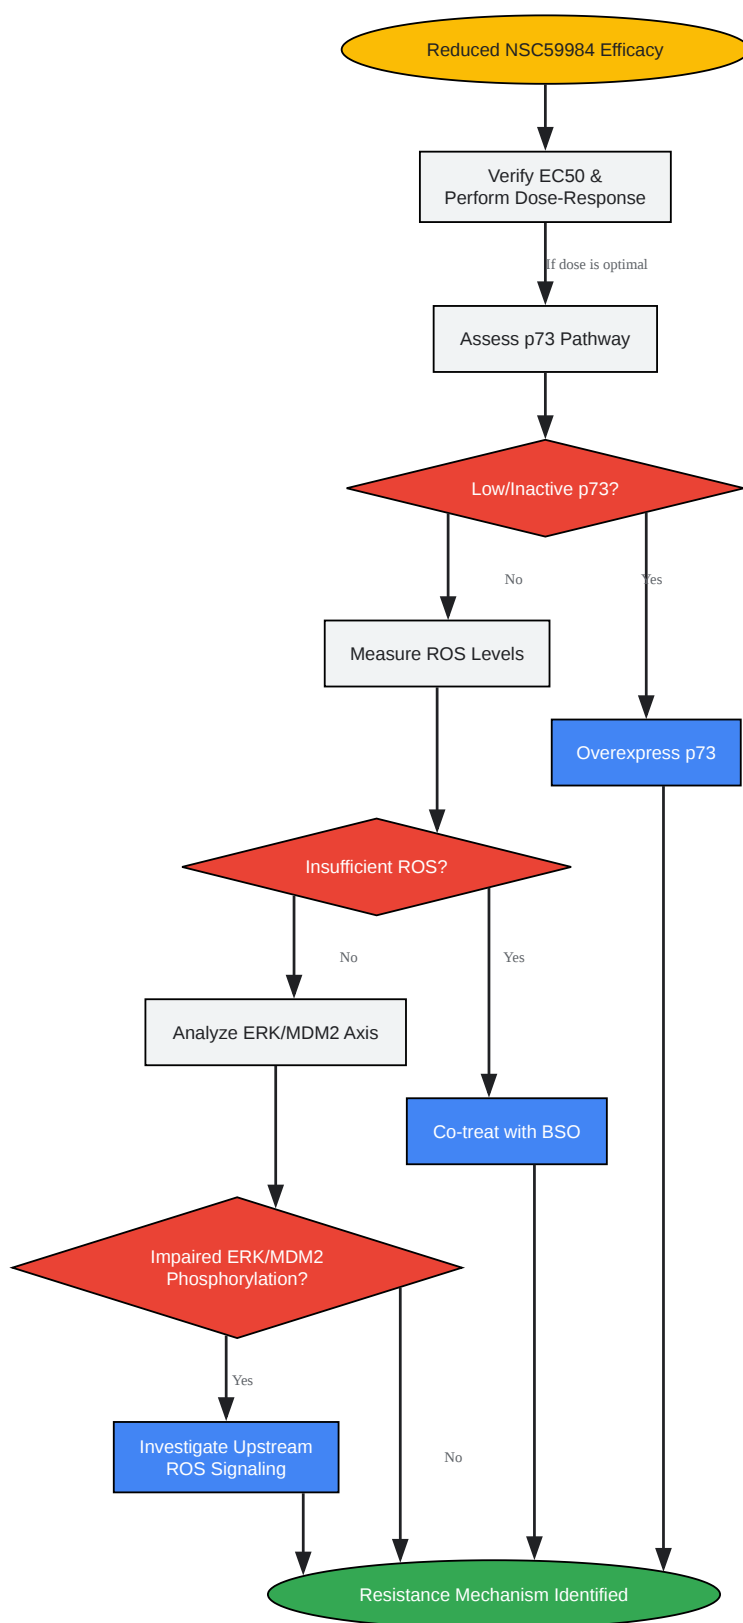 Reduced NSC59984 Efficacy
Verify EC50 &
Perform Dose-Response
If dose is optimal
Assess p73 Pathway
Low/Inactive p73?
No
Yes
Measure ROS Levels
Overexpress p73
Insufficient ROS?
No
Yes
Analyze ERK/MDM2 Axis
Co-treat with BSO
Impaired ERK/MDM2
Phosphorylation?
Yes
Investigate Upstream
ROS Signaling
No
Resistance Mechanism Identified